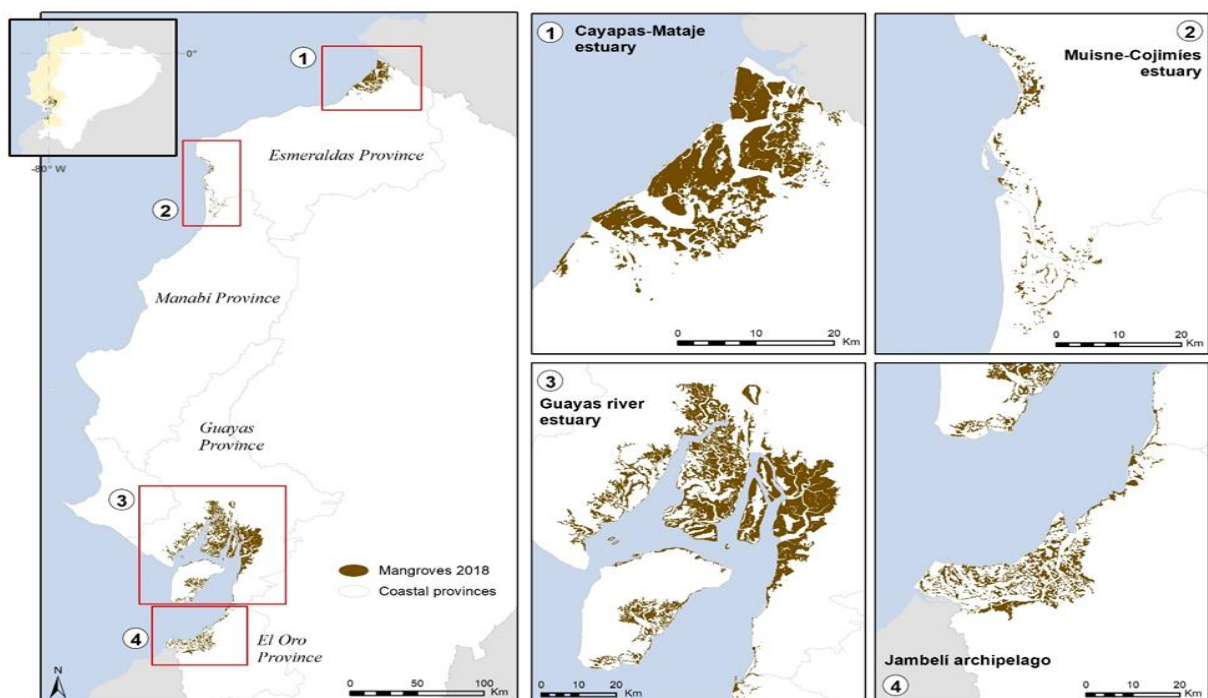 0°
-80° W
1
2
3
4
Esmeraldas Province
Manabí Province
Guayas
Province
El Oro
Province
Mangroves 2018
Coastal provinces
N
0 50 100
Km
1
Cayapas-Mataje
estuary
0 10 20
Km
2
Muisne-Cojimíes
estuary
0 10 20
Km
3
Guayas river
estuary
0 10 20
Km
Jambelí archipelago
4
0 10 20
Km